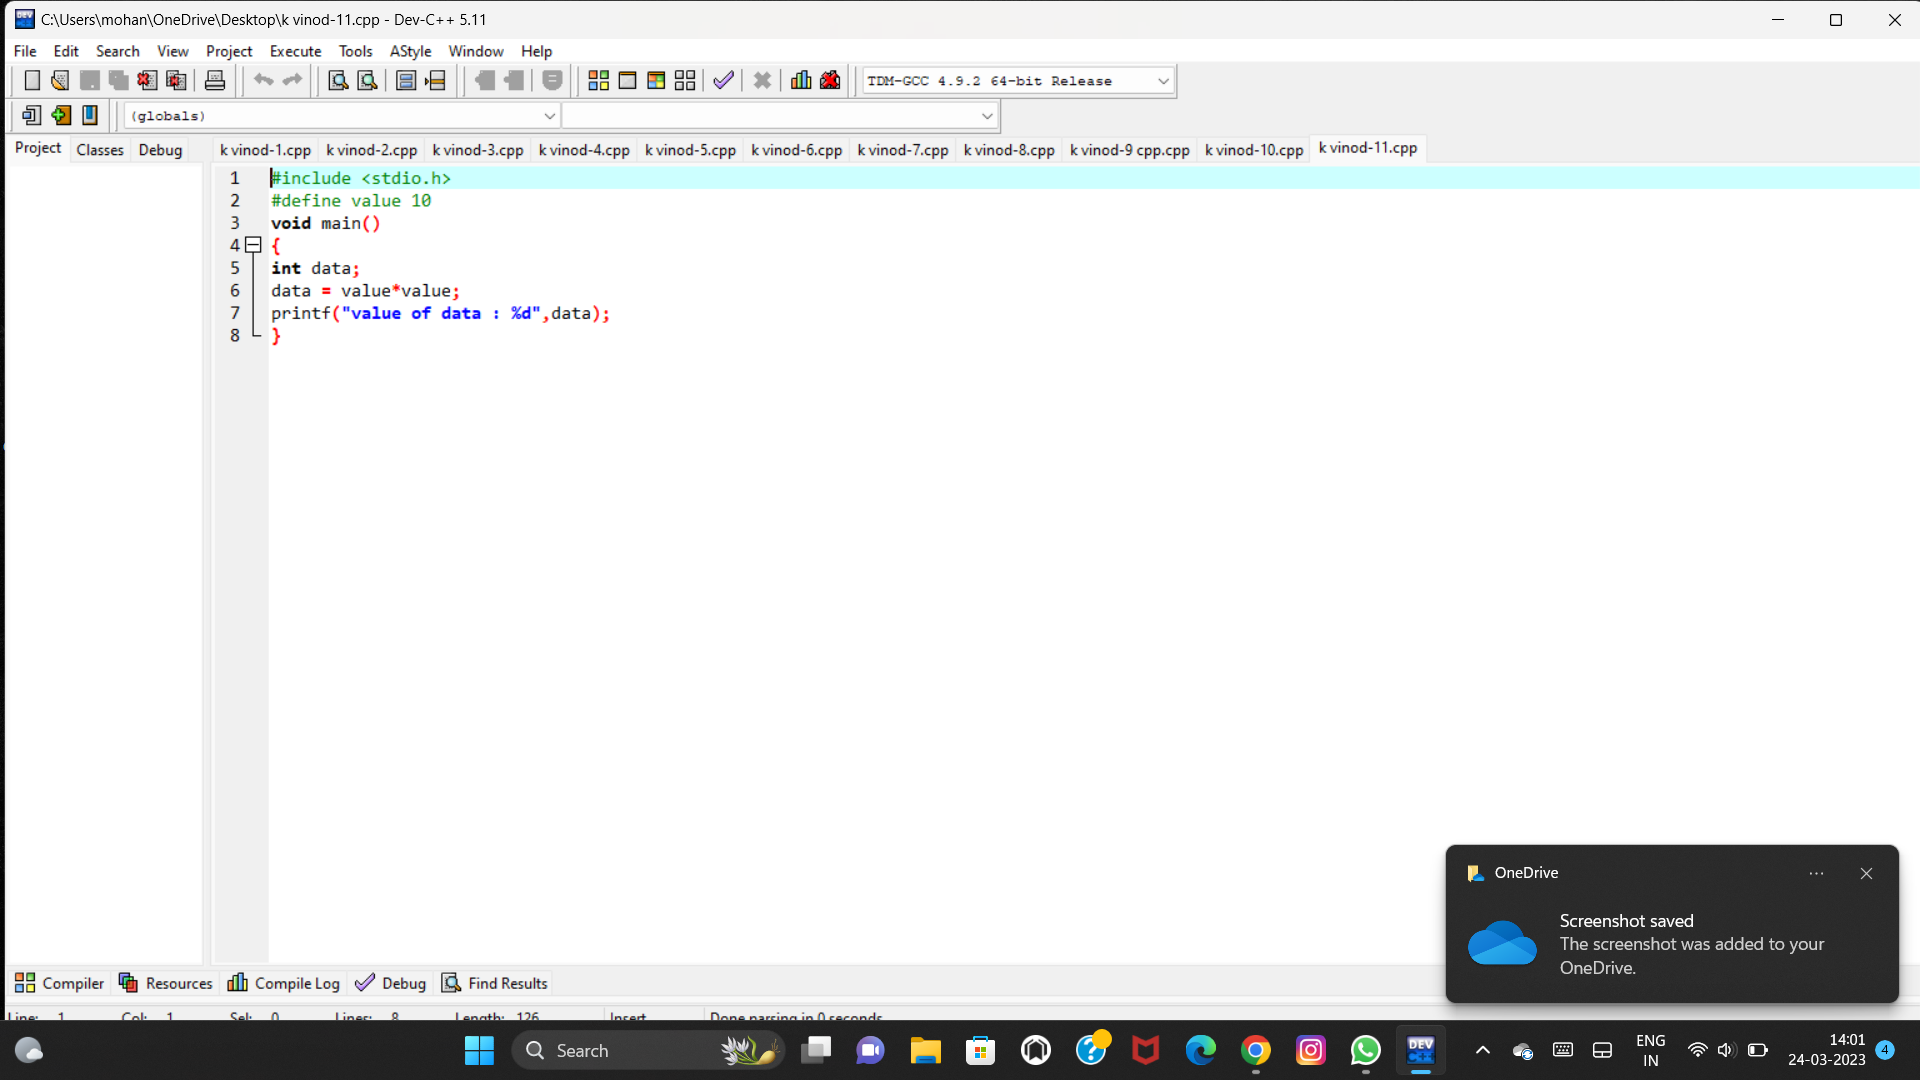 C:\Users\mohan\OneDrive\Desktop\k vinod-11.cpp - Dev-C++ 5.11
File Edit Search View Project Execute Tools AStyle Window Help
TDM-GCC 4.9.2 64-bit Release
(globals)
Project Classes Debug k vinod-1.cpp k vinod-2.cpp k vinod-3.cpp k vinod-4.cpp k vinod-5.cpp k vinod-6.cpp k vinod-7.cpp k vinod-8.cpp k vinod-9 cpp.cpp k vinod-10.cpp k vinod-11.cpp
1 #include <stdio.h>
2 #define value 10
3 void main()
4 {
5 int data;
6 data = value*value;
7 printf("value of data : %d",data);
8 }
OneDrive
Screenshot saved
The screenshot was added to your
OneDrive.
Compiler Resources Compile Log Debug Find Results
Line: 1 Col: 1 Sel: 0 Lines: 8 Length: 126 Insert Done parsing in 0 seconds
Search
DEV
ENG
IN
14:01
24-03-2023
4